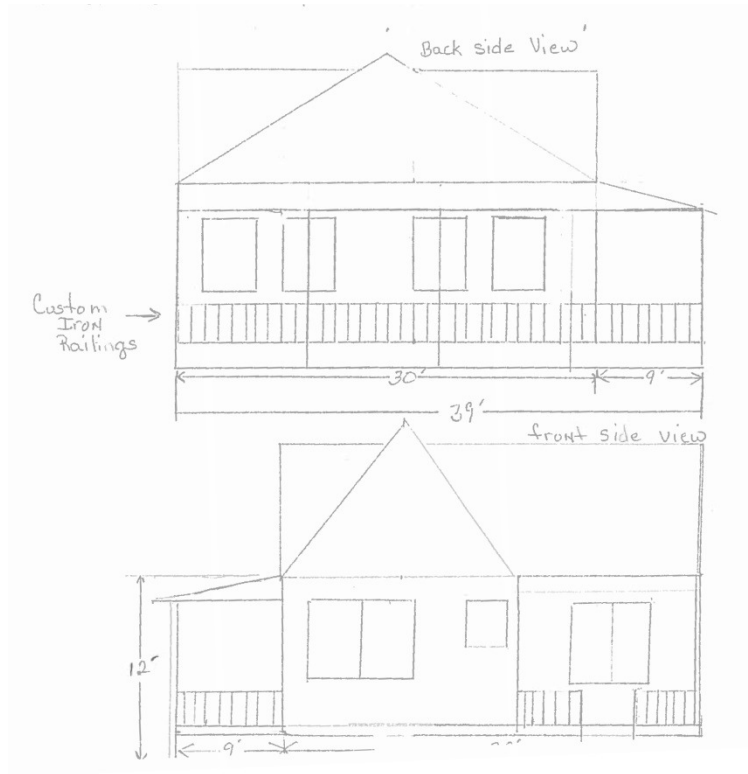 Back side View
Custom
Iron
Railings
30'
9'
39'
front side view
12'
9'